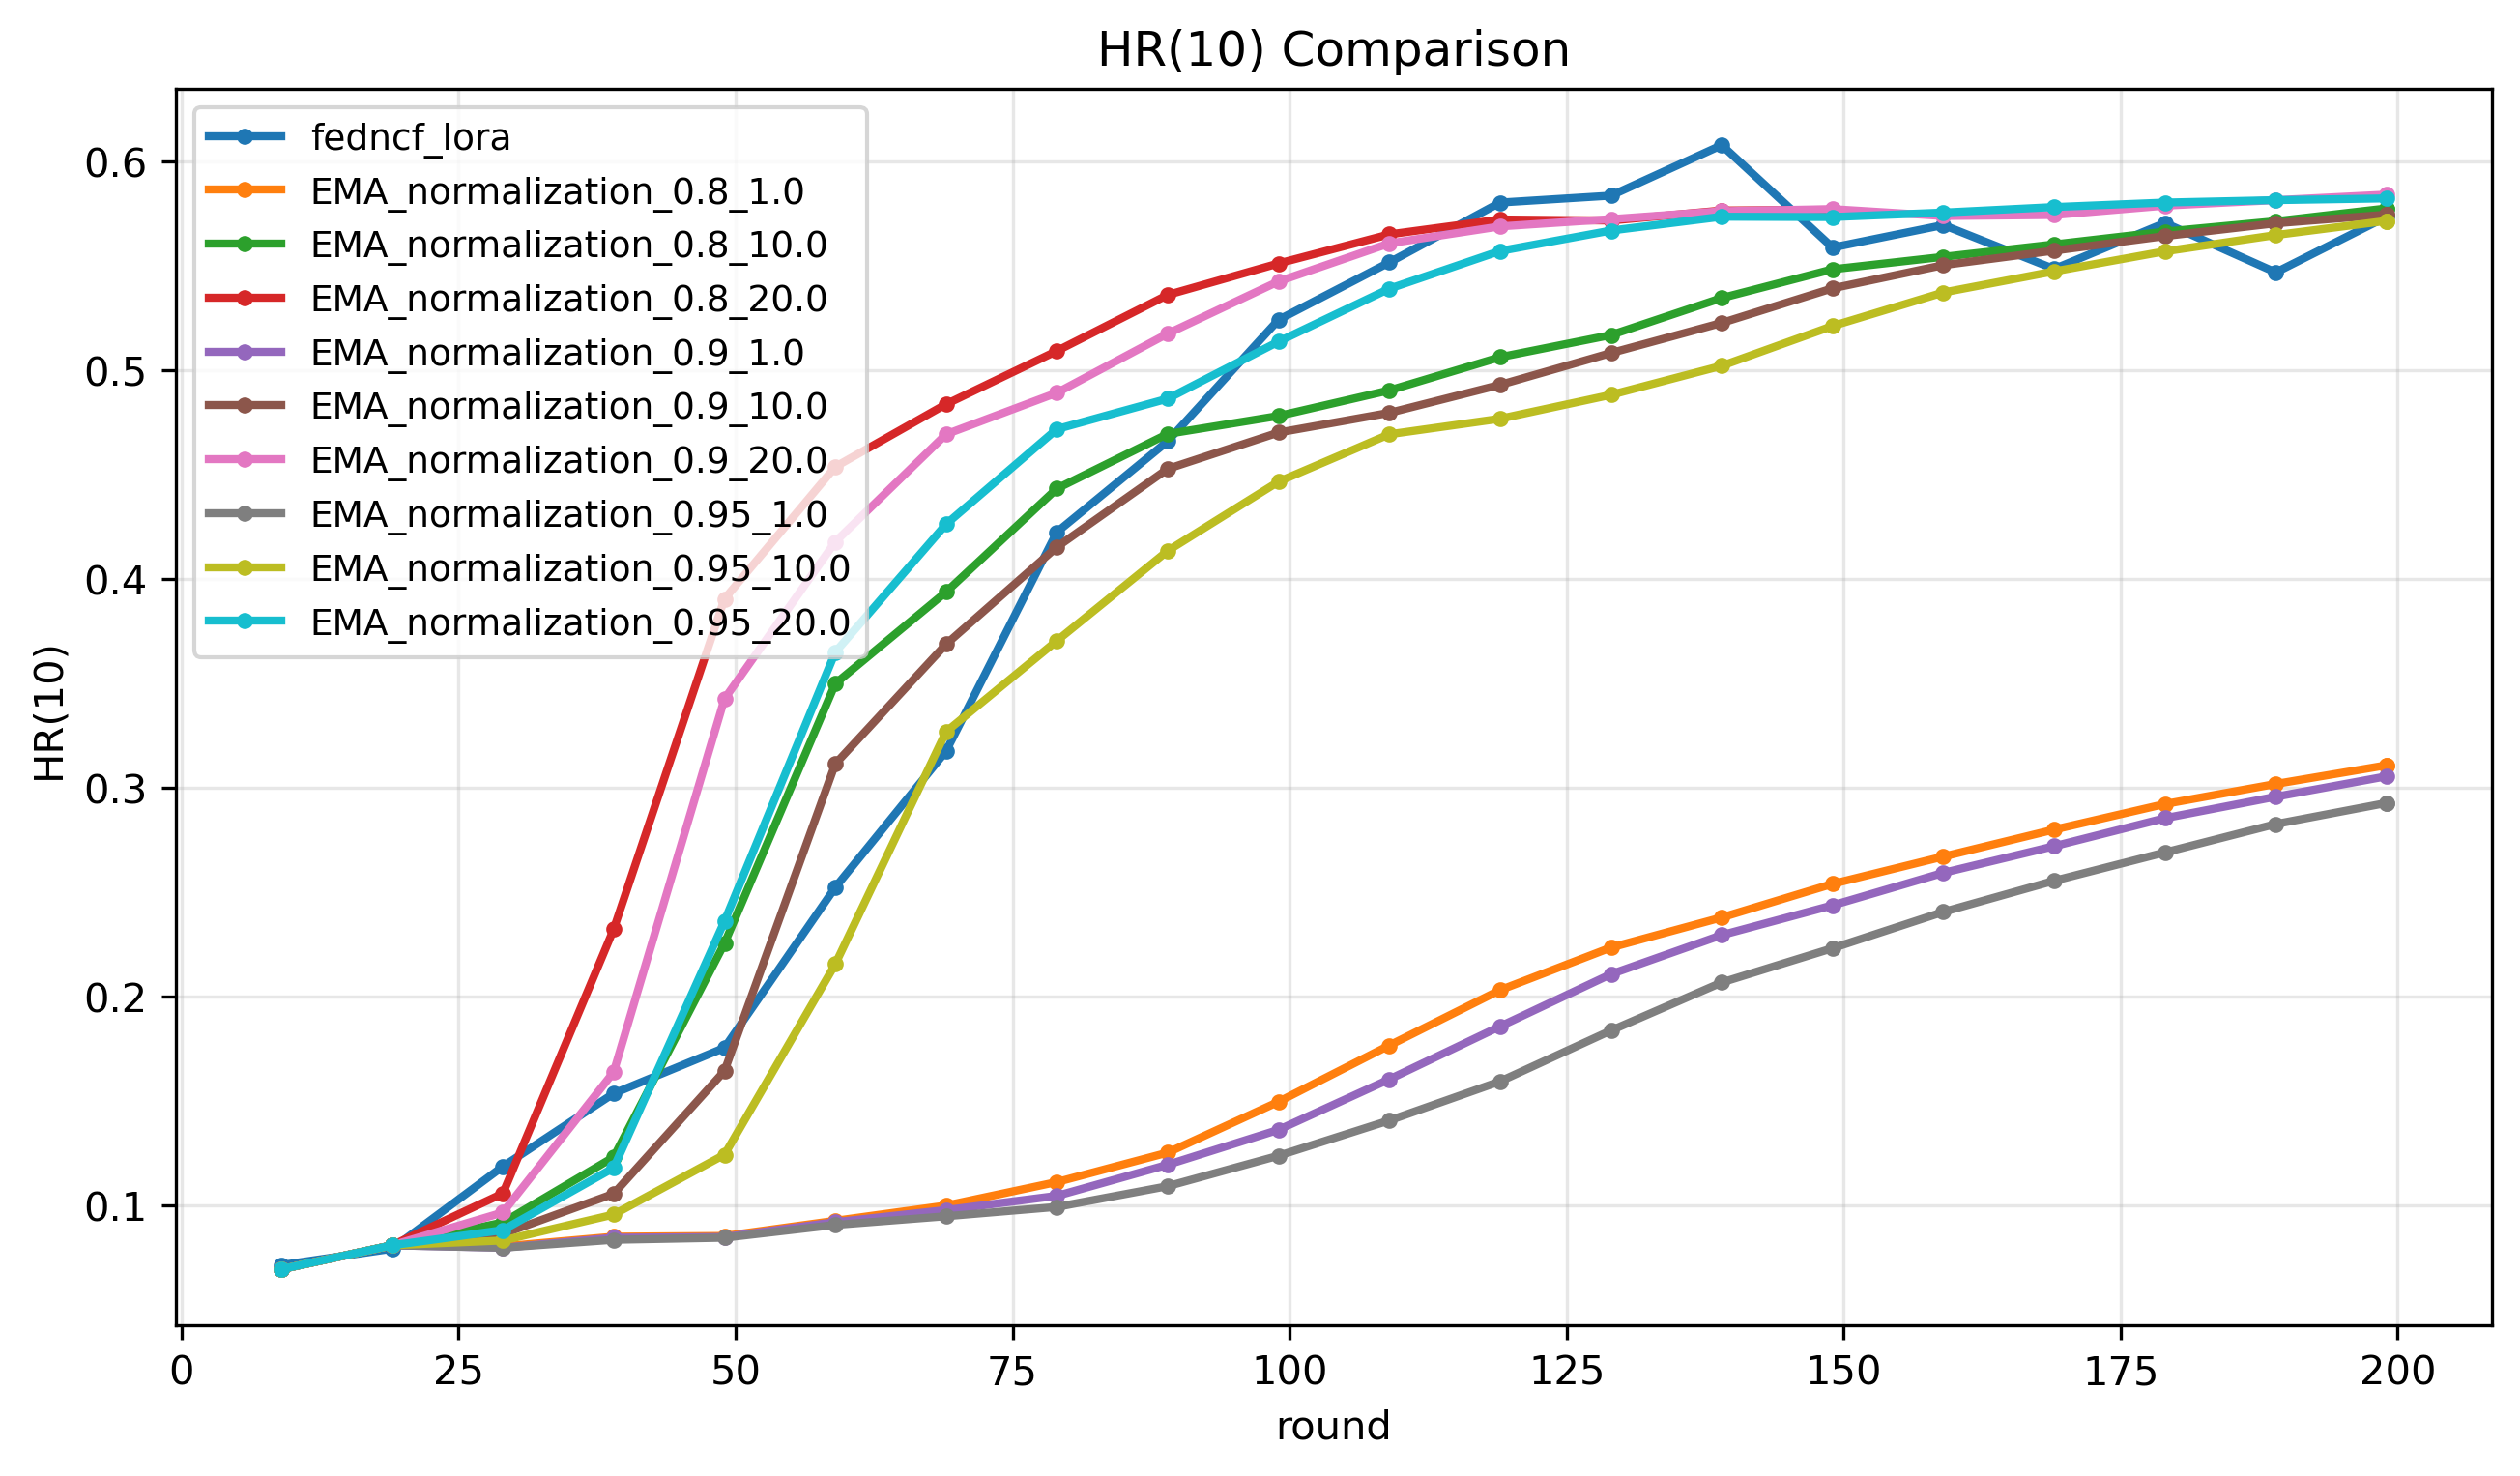 HR(10) Comparison
fedncf_lora
EMA_normalization_0.8_1.0
EMA_normalization_0.8_10.0
EMA_normalization_0.8_20.0
EMA_normalization_0.9_1.0
EMA_normalization_0.9_10.0
EMA_normalization_0.9_20.0
EMA_normalization_0.95_1.0
EMA_normalization_0.95_10.0
EMA_normalization_0.95_20.0
HR(10)
0.6
0.5
0.4
0.3
0.2
0.1
0 25 50 75 100 125 150 175 200
round